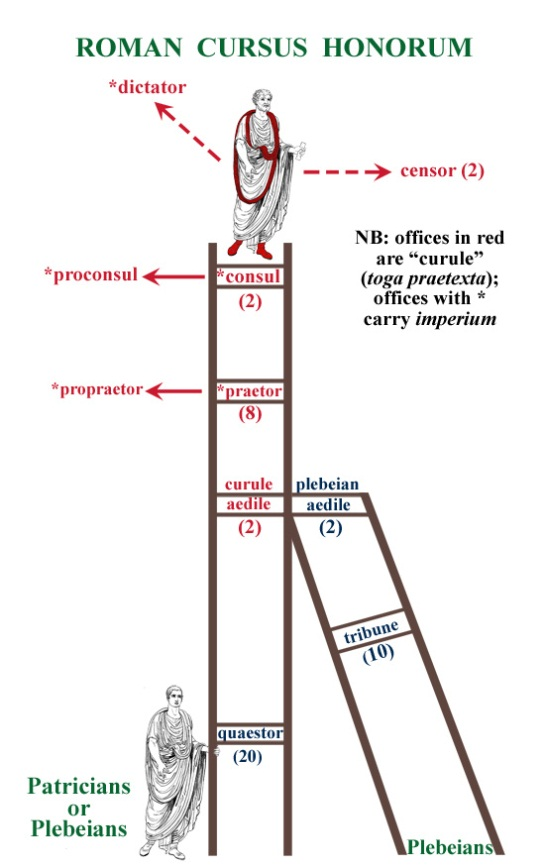 ROMAN CURSUS HONORUM
*dictator
censor (2)
NB: offices in red
are “curule”
(toga praetexta);
offices with *
carry imperium
*proconsul
*consul
(2)
*propraetor
*praetor
(8)
curule
aedile
(2)
plebeian
aedile
(2)
tribune
(10)
quaestor
(20)
Patricians
or
Plebeians
Plebeians